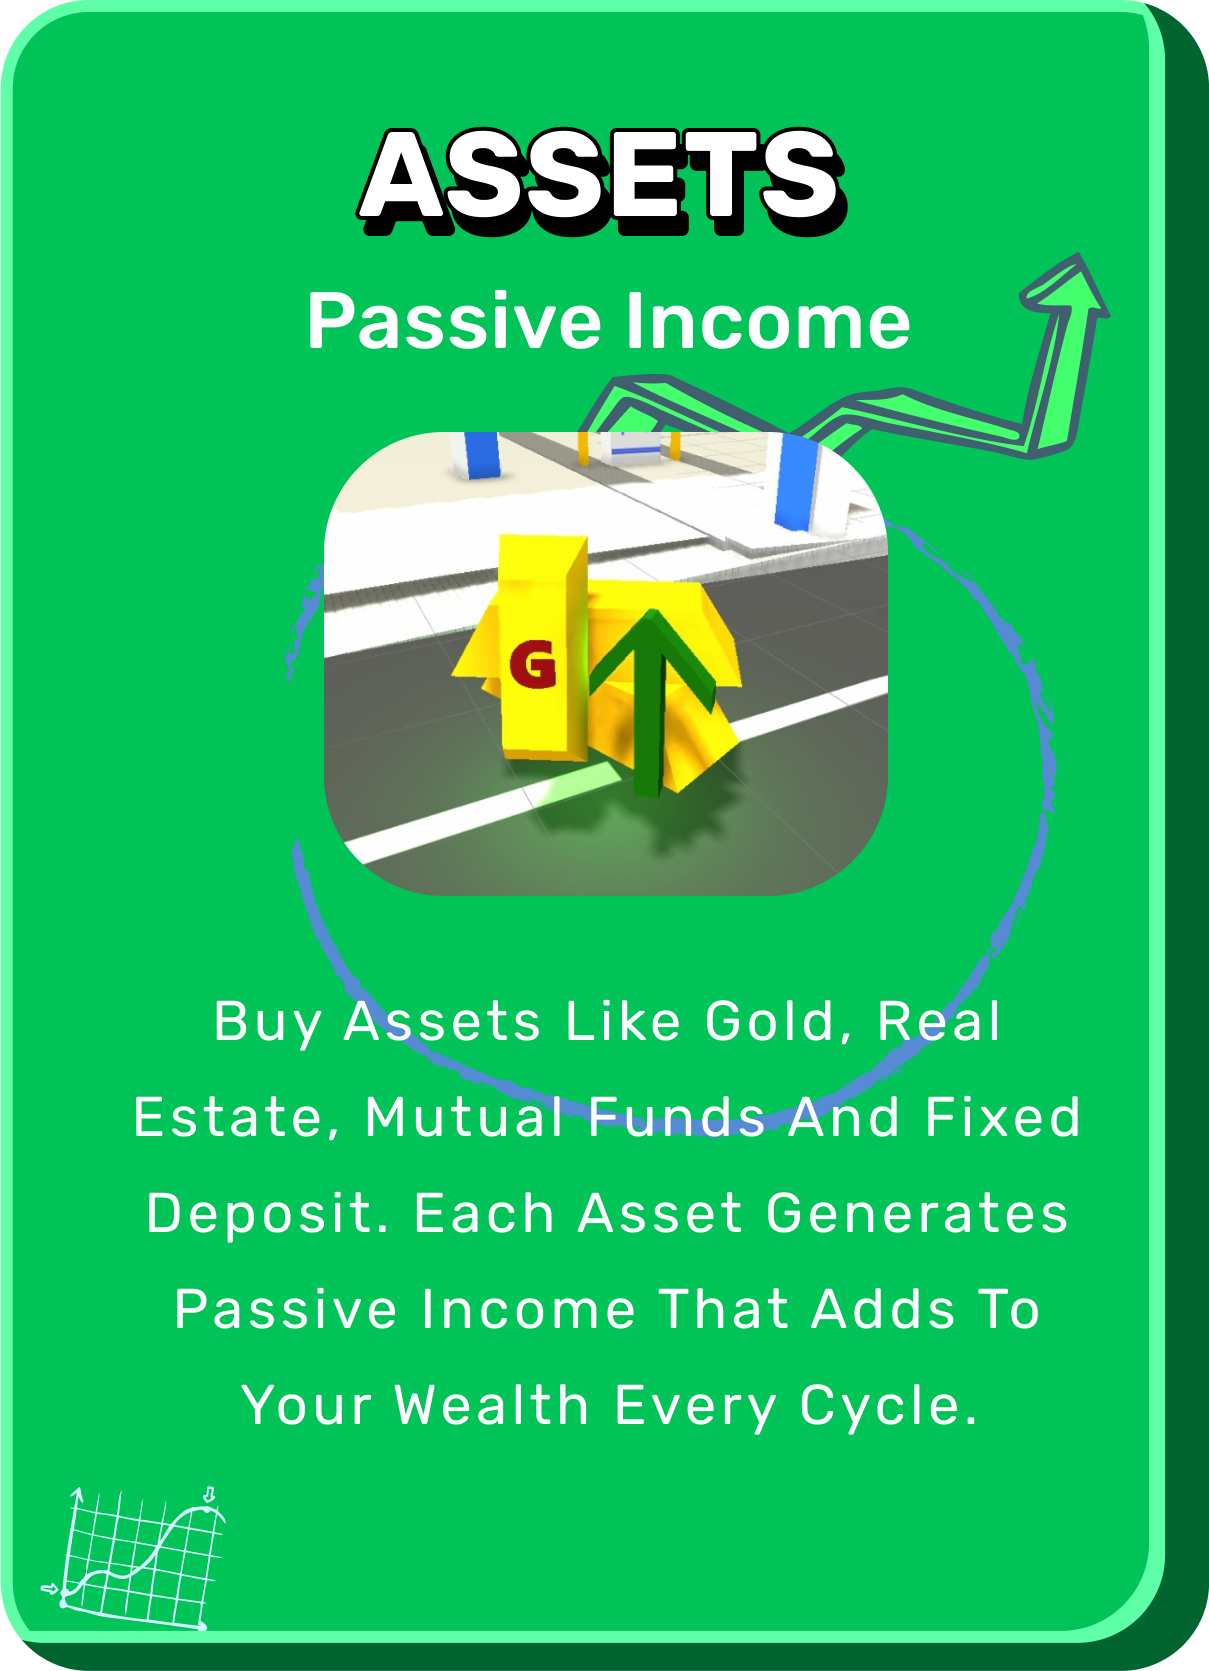 ASSETS
Passive Income
G
Buy Assets Like Gold, Real
Estate, Mutual Funds And Fixed
Deposit. Each Asset Generates
Passive Income That Adds To
Your Wealth Every Cycle.